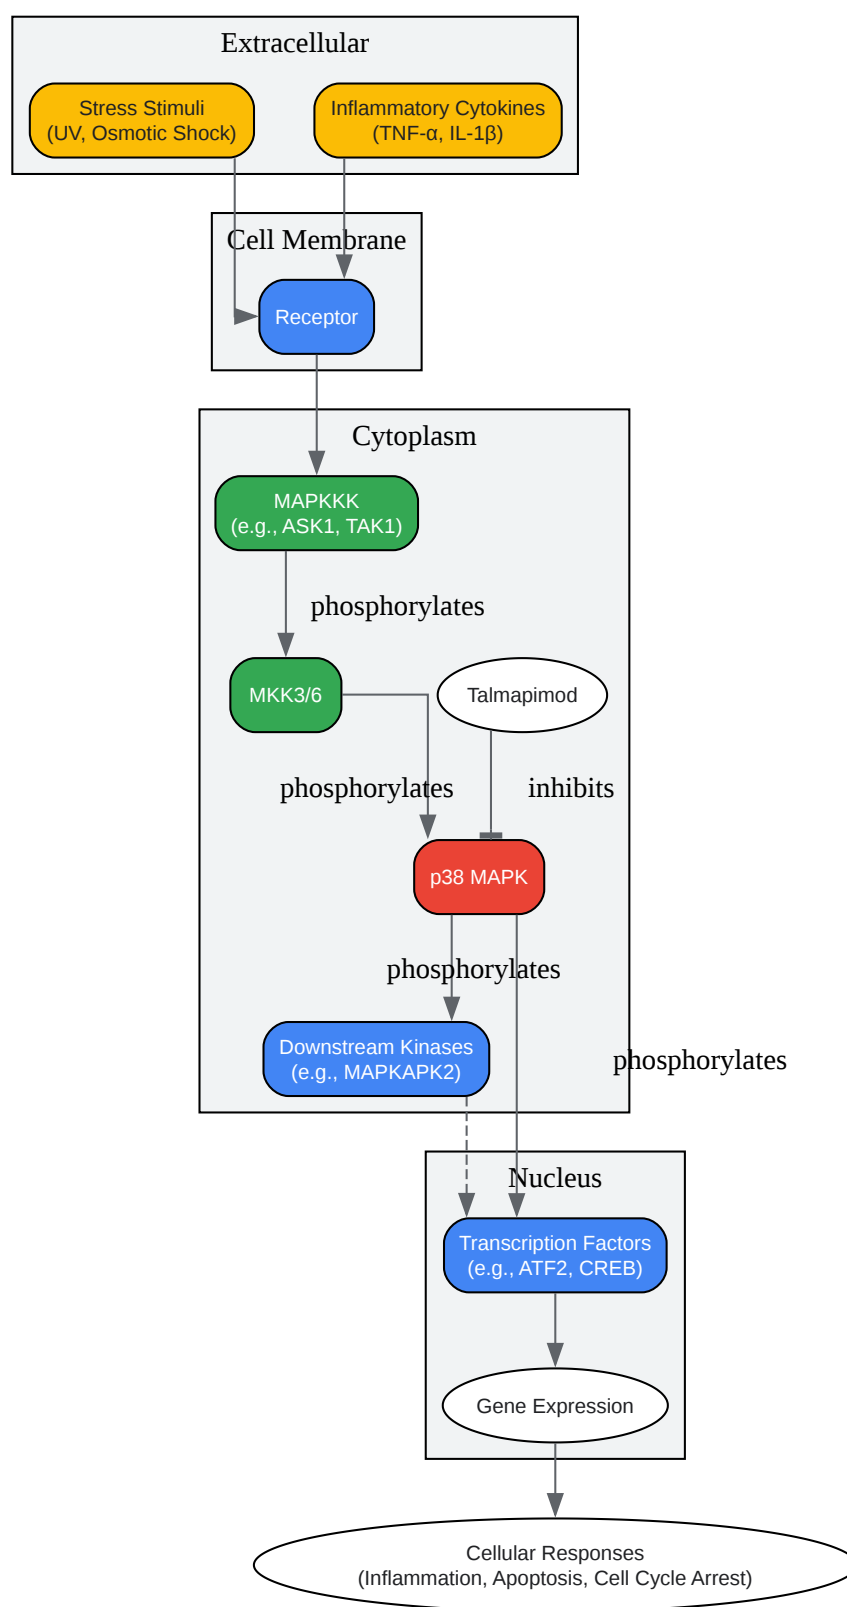 Extracellular
Stress Stimuli
(UV, Osmotic Shock)
Inflammatory Cytokines
(TNF-α, IL-1β)
Cell Membrane
Receptor
Cytoplasm
MAPKKK
(e.g., ASK1, TAK1)
phosphorylates
MKK3/6
Talmapimod
phosphorylates
inhibits
p38 MAPK
phosphorylates
Downstream Kinases
(e.g., MAPKAPK2)
phosphorylates
Nucleus
Transcription Factors
(e.g., ATF2, CREB)
Gene Expression
Cellular Responses
(Inflammation, Apoptosis, Cell Cycle Arrest)